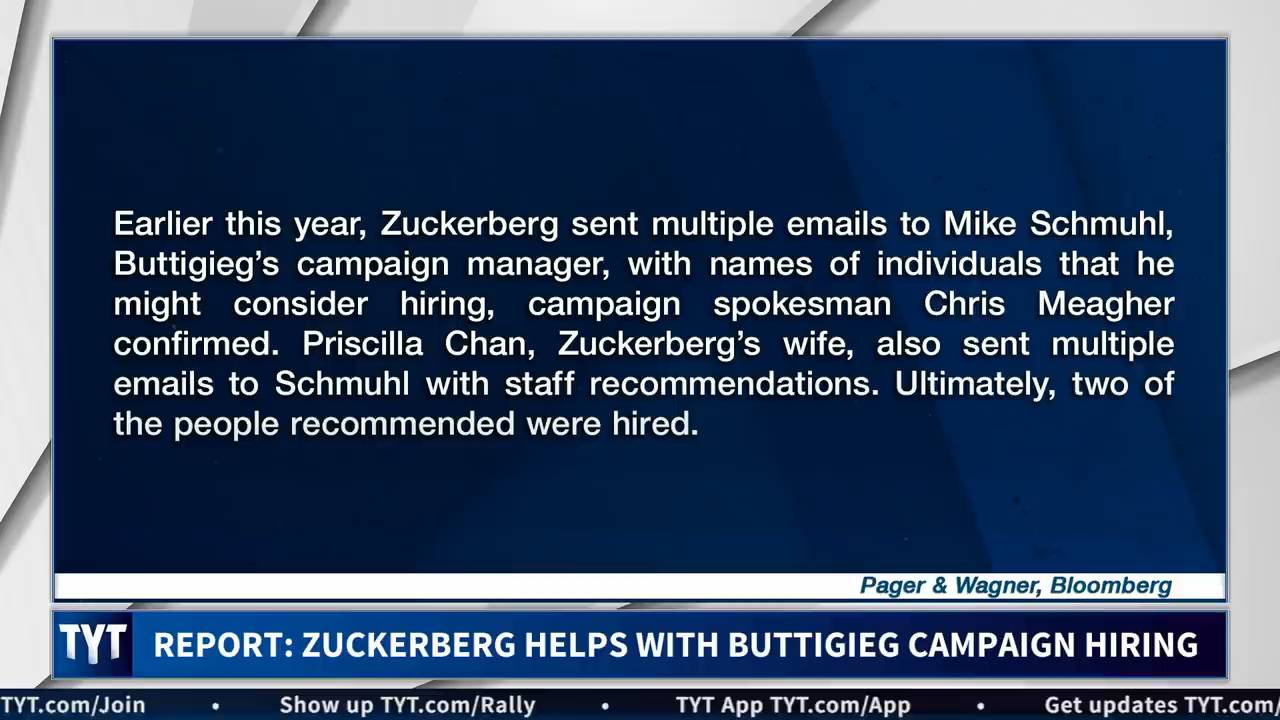 Earlier this year, Zuckerberg sent multiple emails to Mike Schmuhl,
Buttigieg's campaign manager, with names of individuals that he
might consider hiring, campaign spokesman Chris Meagher
confirmed. Priscilla Chan, Zuckerberg's wife, also sent multiple
emails to Schmuhl with staff recommendations. Ultimately, two of
the people recommended were hired.
Pager & Wagner, Bloomberg
TYT REPORT: ZUCKERBERG HELPS WITH BUTTIGIEG CAMPAIGN HIRING
TYT.com/Join • Show up TYT.com/Rally • TYT App TYT.com/App • Get updates TYT.com/